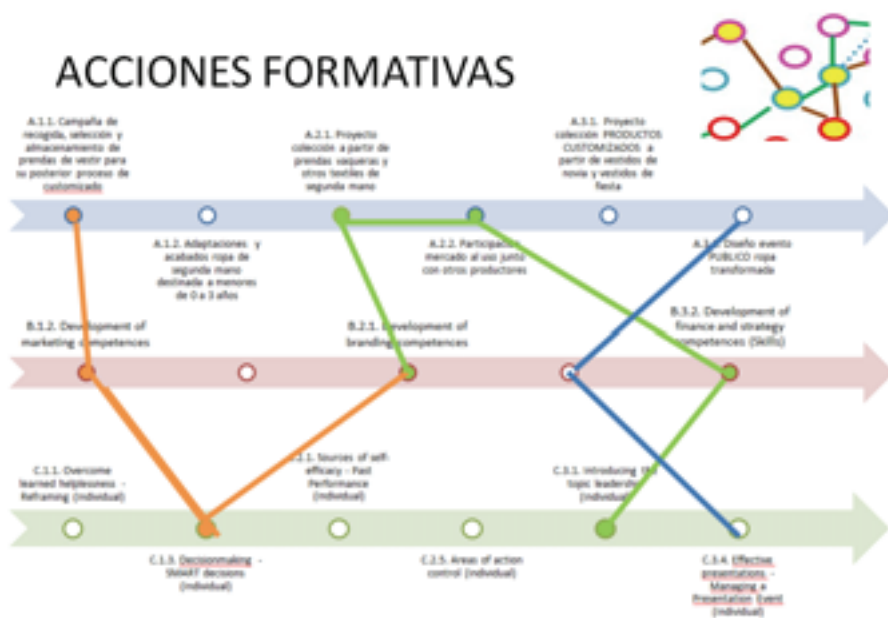 ACCIONES FORMATIVAS
A.1.1. Campaña de
recogida, selección y
almacenamiento de
prendas de vestir para
su posterior proceso de
customizado
A.2.1. Proyecto
colección a partir de
prendas vaqueras y
otros textiles de
segunda mano
A.3.1. Proyecto
colección PRODUCTOS
CUSTOMIZADOS a
partir de vestidos de
novia y vestidos de
fiesta
A.1.2. Adaptaciones y
acabados ropa de
segunda mano
destinada a menores
de 0 a 3 años
A.2.2.
mercado al uso junto
con otros productores
Diseño evento
PUBLICO ropa
transformada
B.1.2. Development of
marketing competences
B.2.1. Development of
branding competences
B.3.2. Development of
finance and strategy
competences (Skills)
C.1.1. Overcome
learned helplessness -
Reframing (individual)
Sources of self-
efficacy - Past
Performance
(individual)
C.3.1. Introducing
topic
(individual)
C.1.3. Decisionmaking -
SMART decisions
(individual)
C.2.5. Areas of action
control (individual)
C.3.4. Effective
presentations -
Managing a
Presentation Event
(individual)